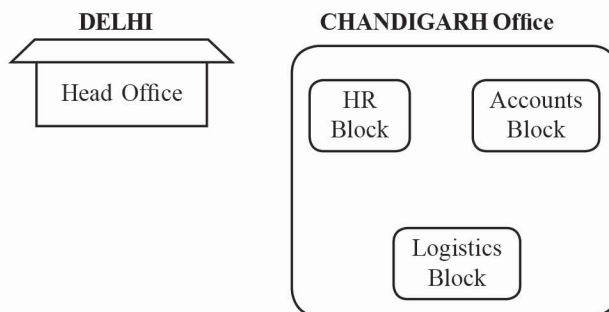 DELHI
CHANDIGARH Office
Head Office
HR
Block
Accounts
Block
Logistics
Block